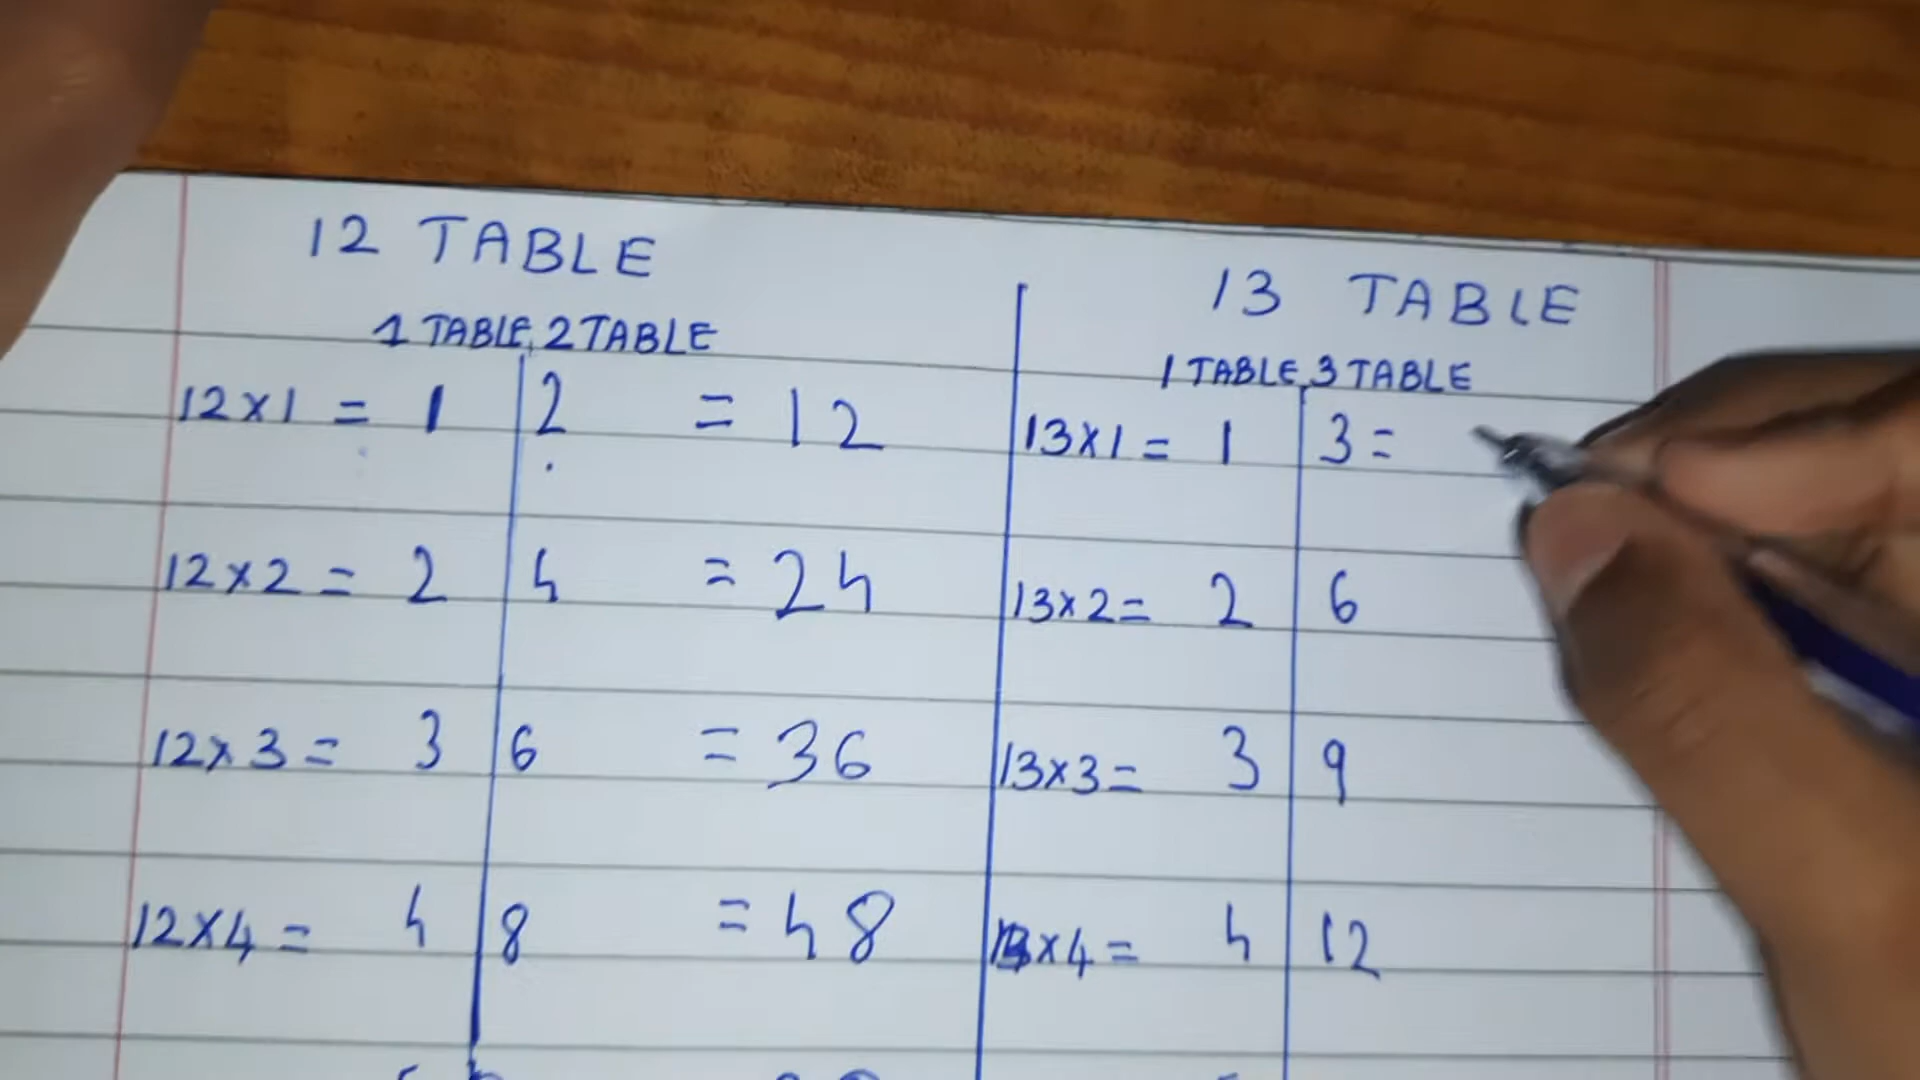 12 TABLE
1 TABLE, 2 TABLE
12x1 = 1 2 = 12
12x2 = 2 4 = 24
12x3 = 3 6 = 36
12x4 = 4 8 = 48
13 TABLE
1 TABLE, 3 TABLE
13x1 = 1 3 =
13x2 = 2 6
13x3 = 3 9
13x4 = 4 12